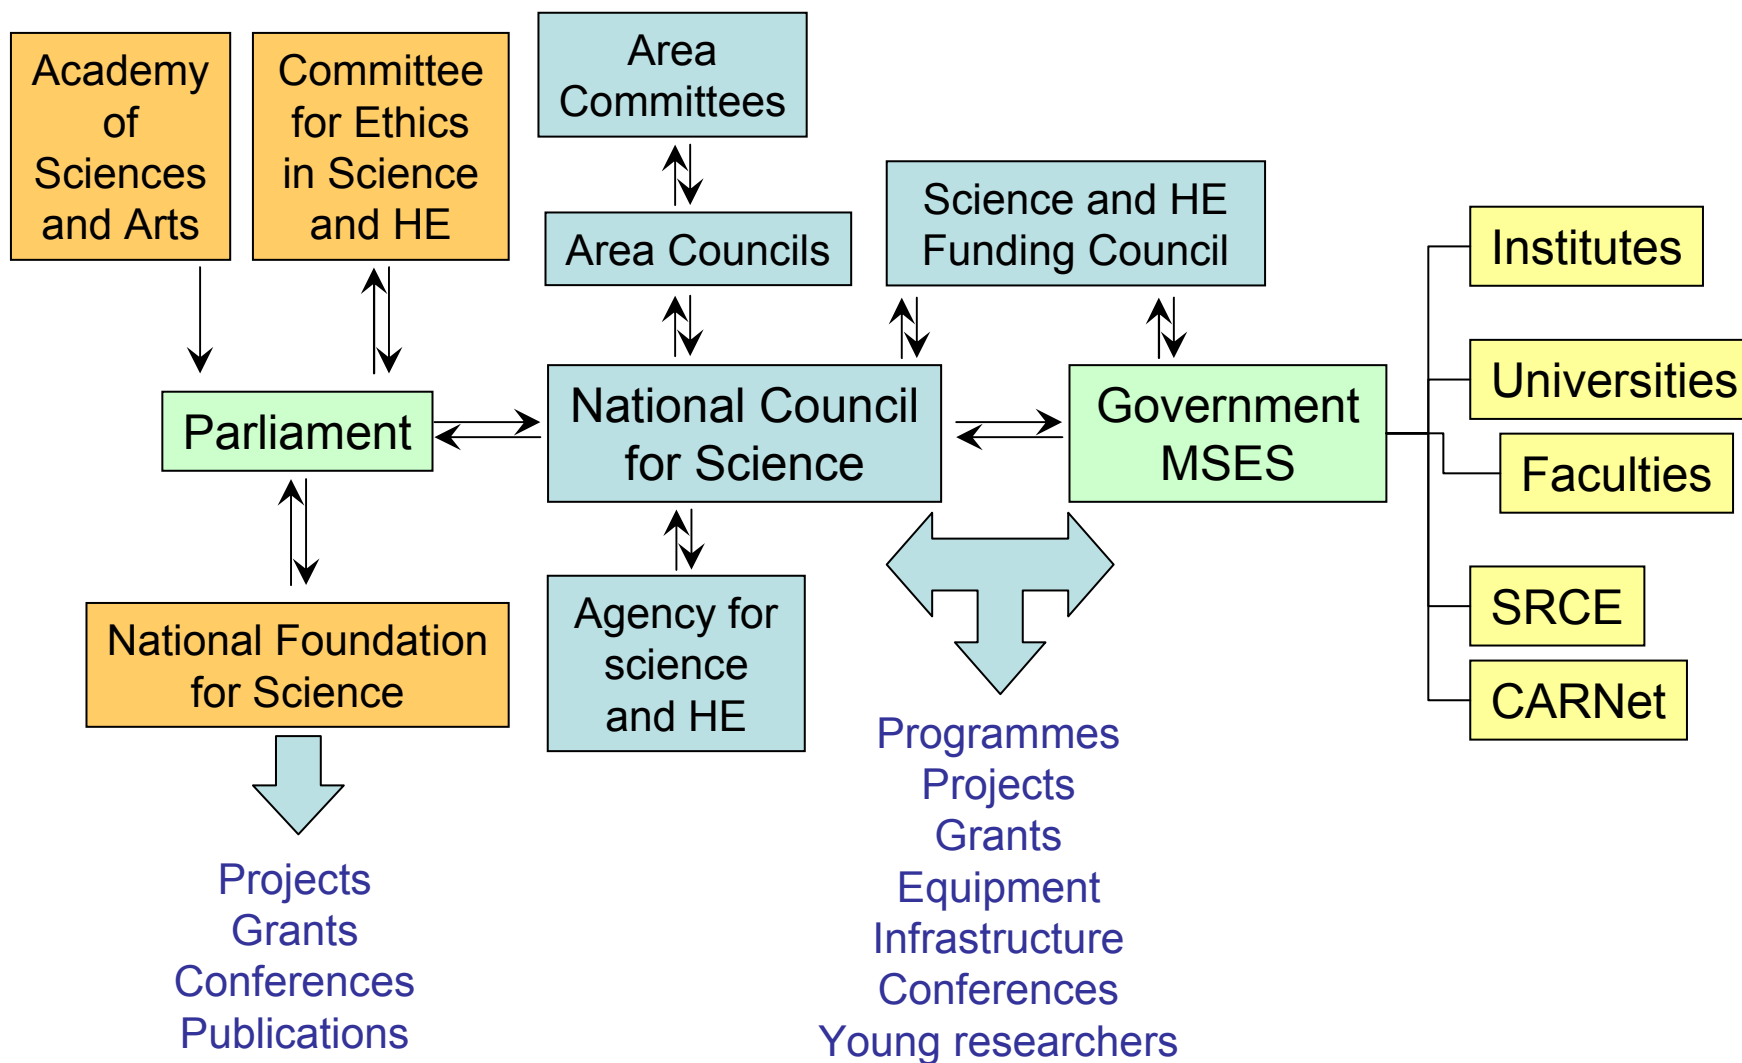 Academy
of
Sciences
and Arts
Committee
for Ethics
in Science
and HE
Area
Committees
Area Councils
Science and HE
Funding Council
Institutes
Universities
Faculties
SRCE
CARNet
Parliament
National Council
for Science
Government
MSES
National Foundation
for Science
Agency for
science
and HE
Projects
Grants
Conferences
Publications
Programmes
Projects
Grants
Equipment
Infrastructure
Conferences
Young researchers